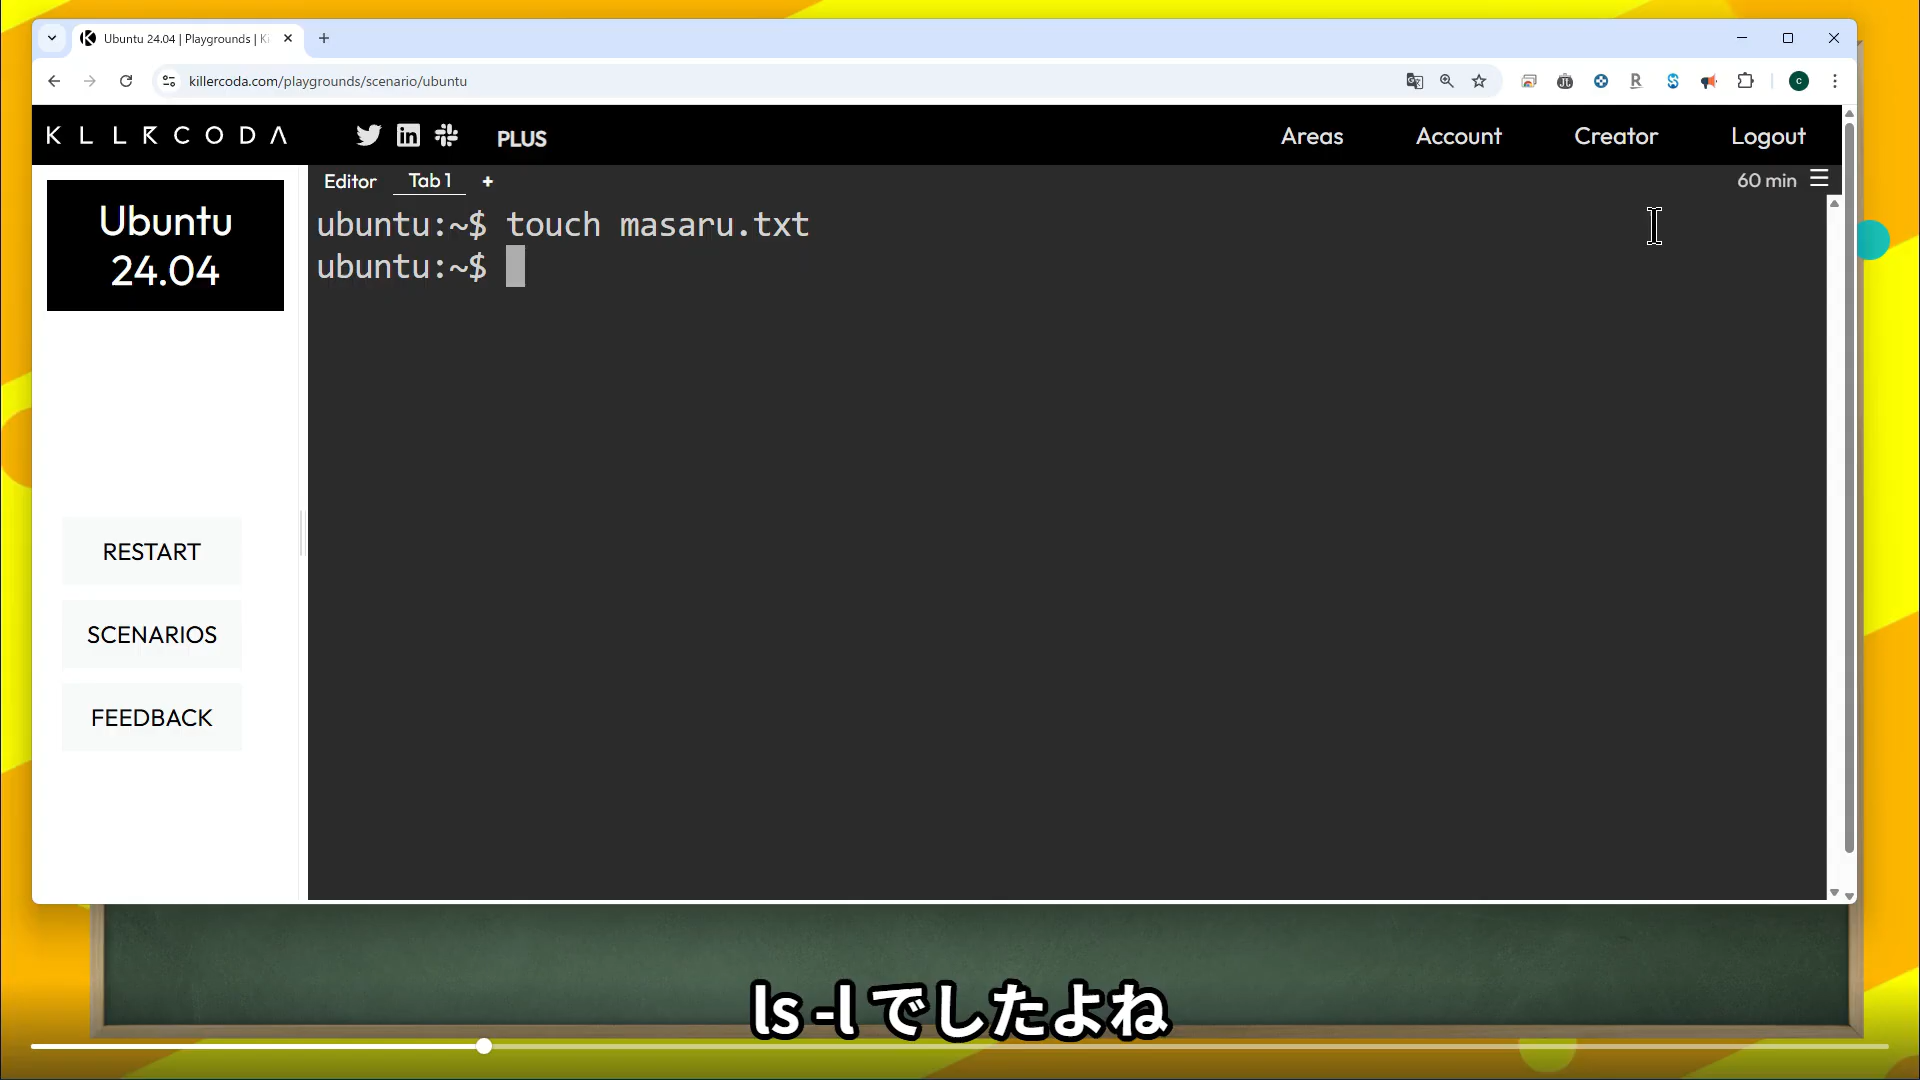 Ubuntu 24.04 | Playgrounds | Ki
killercoda.com/playgrounds/scenario/ubuntu
KLLRCODA
PLUS
Areas
Account
Creator
Logout
Ubuntu
24.04
Editor
Tab 1
+
60 min
ubuntu:~$ touch masaru.txt
ubuntu:~$
RESTART
SCENARIOS
FEEDBACK
ls -l でしたよね